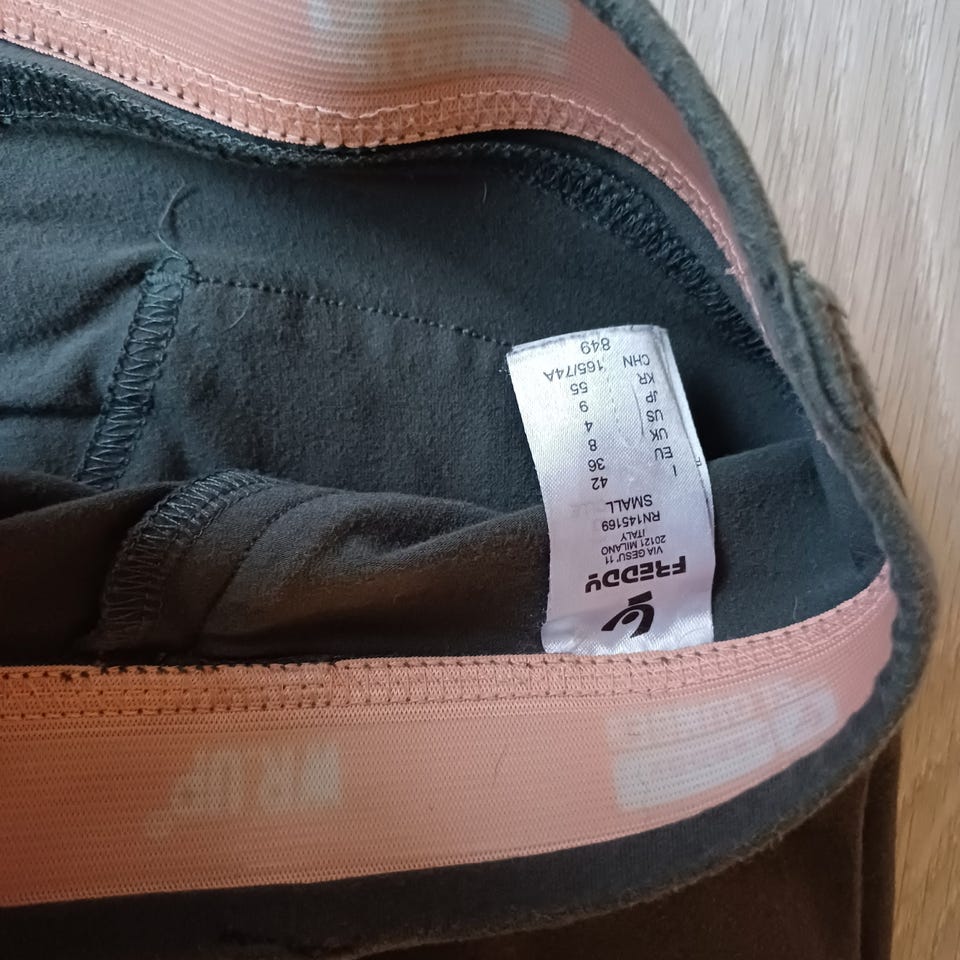 FREDDY
VIA GESU' 11
20121 MILANO
ITALY
RN145169
SMALL
I 42
EU 36
UK 8
US 4
JP 9
KR 55
CHN 165/74A
849